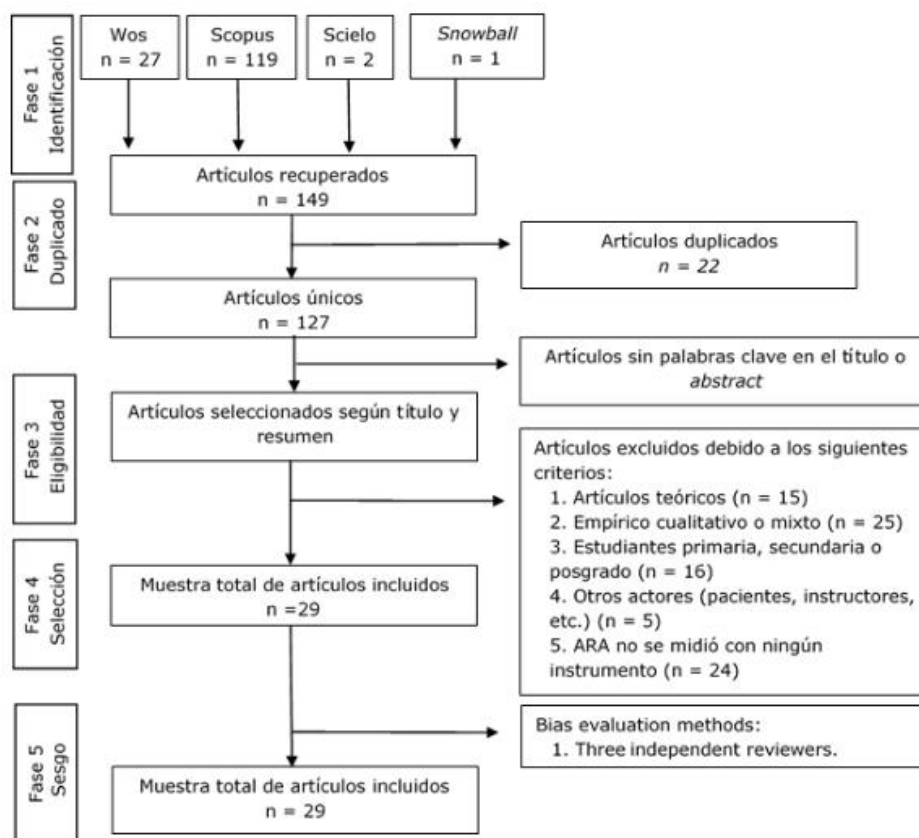 Wos
n = 27
Scopus
n = 119
Scielo
n = 2
Snowball
n = 1
Fase 1
Identificación
Artículos recuperados
n = 149
Fase 2
Duplicado
Artículos duplicados
n = 22
Artículos únicos
n = 127
Artículos sin palabras clave en el título o
abstract
Fase 3
Eligibilidad
Artículos seleccionados según título y
resumen
Artículos excluidos debido a los siguientes
criterios:
1. Artículos teóricos (n = 15)
2. Empírico cualitativo o mixto (n = 25)
3. Estudiantes primaria, secundaria o
posgrado (n = 16)
4. Otros actores (pacientes, instructores,
etc.) (n = 5)
5. ARA no se midió con ningún
instrumento (n = 24)
Fase 4
Selección
Muestra total de artículos incluidos
n =29
Fase 5
Sesgo
Bias evaluation methods:
1. Three independent reviewers.
Muestra total de artículos incluidos
n = 29